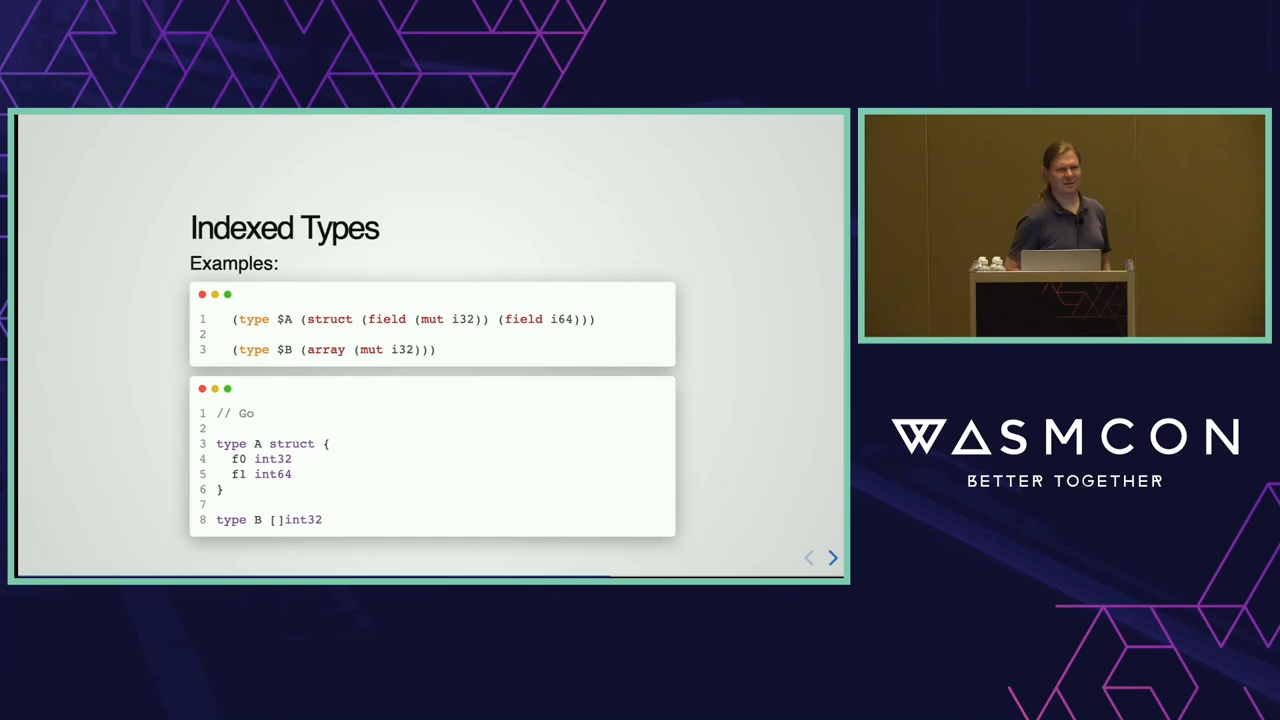 Indexed Types
Examples:
1 (type $A (struct (field (mut i32)) (field i64)))
2
3 (type $B (array (mut i32)))
1 // Go
2
3 type A struct {
4 f0 int32
5 f1 int64
6 }
7
8 type B []int32
WASMCON
BETTER TOGETHER